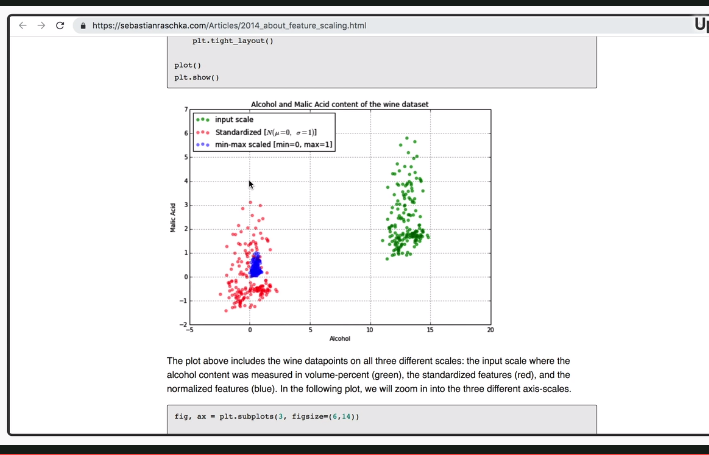 https://sebastianraschka.com/Articles/2014_about_feature_scaling.html
Up
plt.tight_layout()
plot()
plt.show()
Alcohol and Malic Acid content of the wine dataset
input scale
Standardized [N(μ=0, σ=1)]
min-max scaled [min=0, max=1]
7
6
5
4
3
2
1
0
−1
−2
Malic Acid
−5 0 5 10 15 20
Alcohol
The plot above includes the wine datapoints on all three different scales: the input scale where the
alcohol content was measured in volume-percent (green), the standardized features (red), and the
normalized features (blue). In the following plot, we will zoom in into the three different axis-scales.
fig, ax = plt.subplots(3, figsize=(6,14))